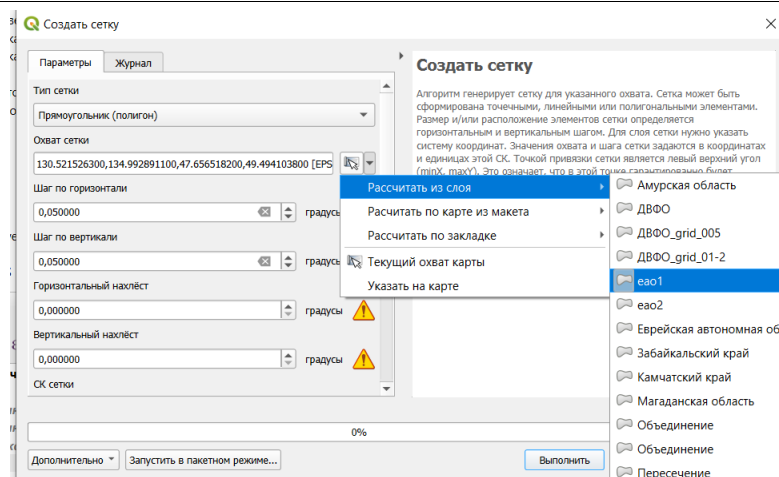 Создать сетку
Параметры
Журнал
Тип сетки
Прямоугольник (полигон)
Охват сетки
130.521526300,134.992891100,47.656518200,49.494103800 [EPS
Шаг по горизонтали
0,050000
градусы
Шаг по вертикали
0,050000
градусы
Горизонтальный нахлёст
0,000000
градусы
Вертикальный нахлёст
0,000000
градусы
СК сетки
Создать сетку
Алгоритм генерирует сетку для указанного охвата. Сетка может быть
сформирована точечными, линейными или полигональными элементами.
Размер и/или расположение элементов сетки определяется
горизонтальным и вертикальным шагом. Для слоя сетки нужно указать
систему координат. Значения охвата и шага сетки задаются в координатах
и единицах этой СК. Точкой привязки сетки является левый верхний угол
(minX, maxY). Это означает, что в этой точке гарантированно будет
Рассчитать из слоя
Расчитать по карте из макета
Рассчитать по закладке
Текущий охват карты
Указать на карте
Амурская область
ДВФО
ДВФО_grid_005
ДВФО_grid_01-2
еао1
еао2
Еврейская автономная об
Забайкальский край
Камчатский край
Магаданская область
Объединение
Объединение
Пересечение
0%
Дополнительно
Запустить в пакетном режиме...
Выполнить